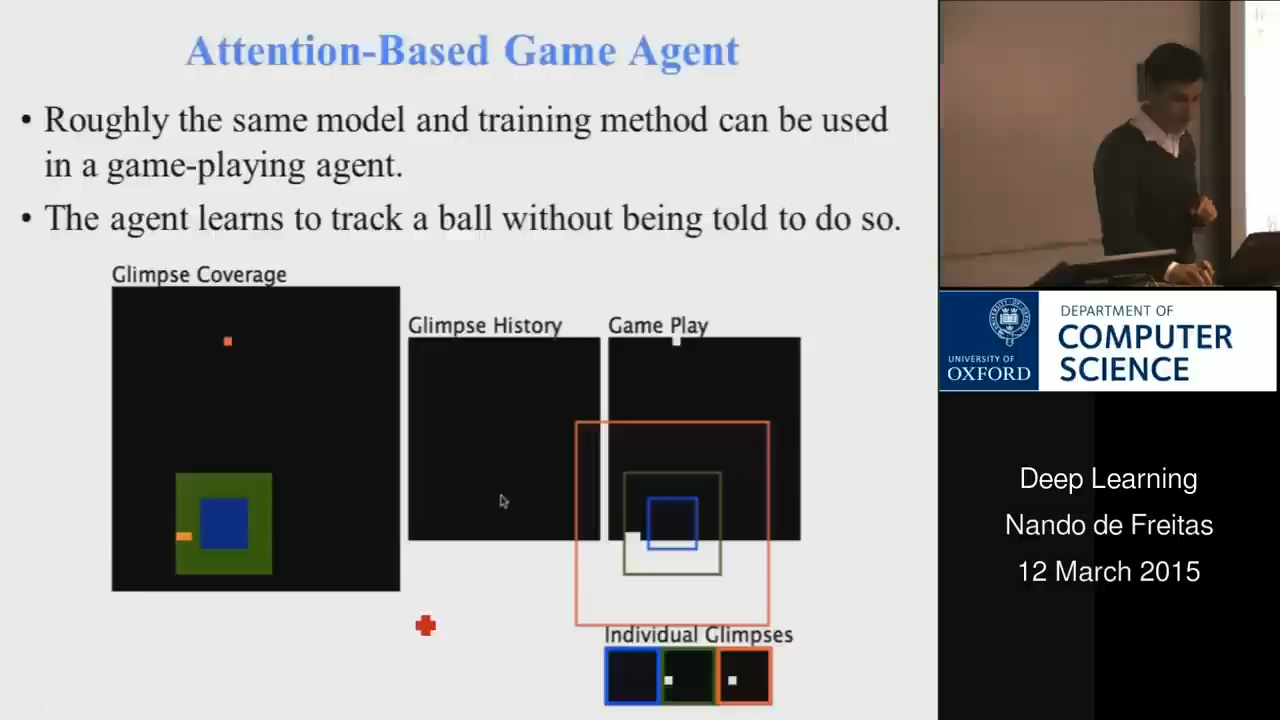 Attention-Based Game Agent
• Roughly the same model and training method can be used
in a game-playing agent.
• The agent learns to track a ball without being told to do so.
Glimpse Coverage
Glimpse History
Game Play
Individual Glimpses
UNIVERSITY OF
OXFORD
DEPARTMENT OF
COMPUTER
SCIENCE
Deep Learning
Nando de Freitas
12 March 2015